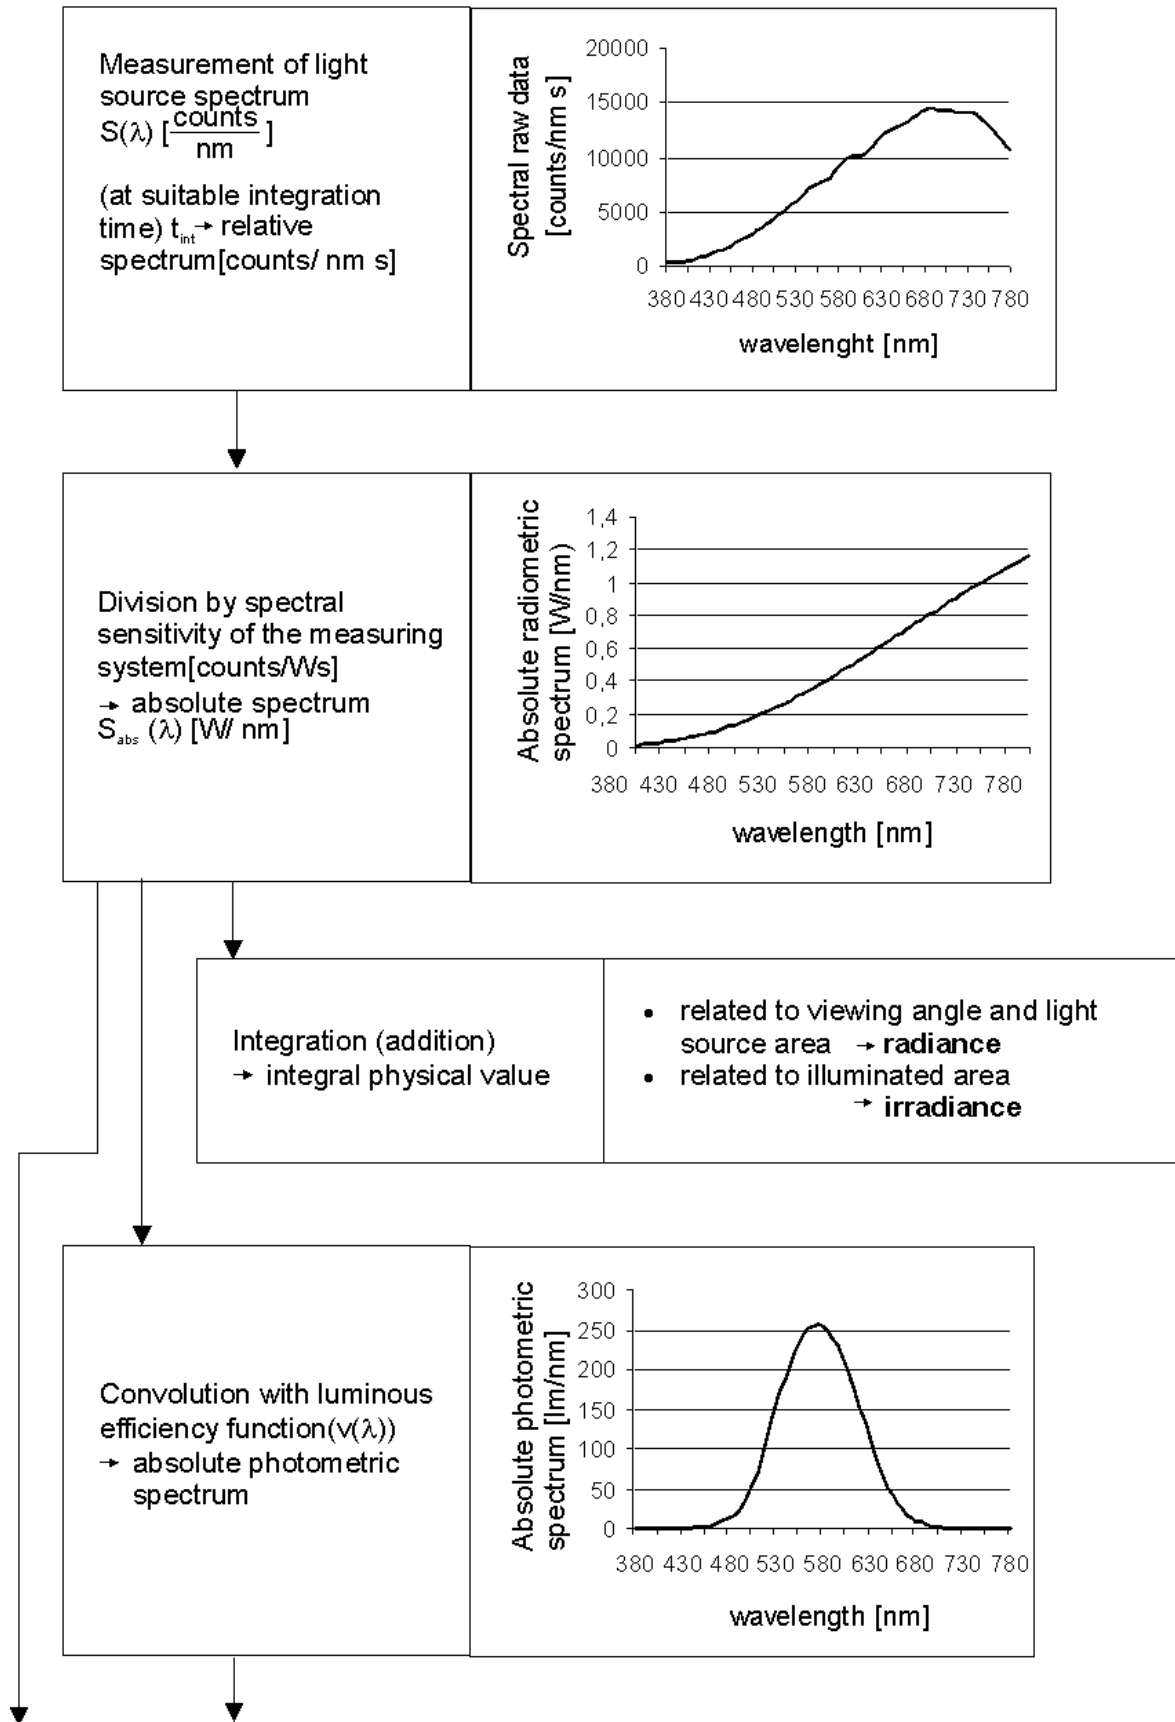 Measurement of light
source spectrum
S(λ) [counts/nm]
(at suitable integration
time) t_int → relative
spectrum[counts/ nm s]
Spectral raw data
[counts/nm s]
20000
15000
10000
5000
0
380 430 480 530 580 630 680 730 780
wavelenght [nm]
Division by spectral
sensitivity of the measuring
system[counts/Ws]
→ absolute spectrum
S_abs (λ) [W/ nm]
Absolute radiometric
spectrum [W/nm)
1,4
1,2
1
0,8
0,6
0,4
0,2
0
380 430 480 530 580 630 680 730 780
wavelength [nm]
Integration (addition)
→ integral physical value
• related to viewing angle and light
source area → radiance
• related to illuminated area
→ irradiance
Convolution with luminous
efficiency function(v(λ))
→ absolute photometric
spectrum
Absolute photometric
spectrum [lm/nm]
300
250
200
150
100
50
0
380 430 480 530 580 630 680 730 780
wavelength [nm]